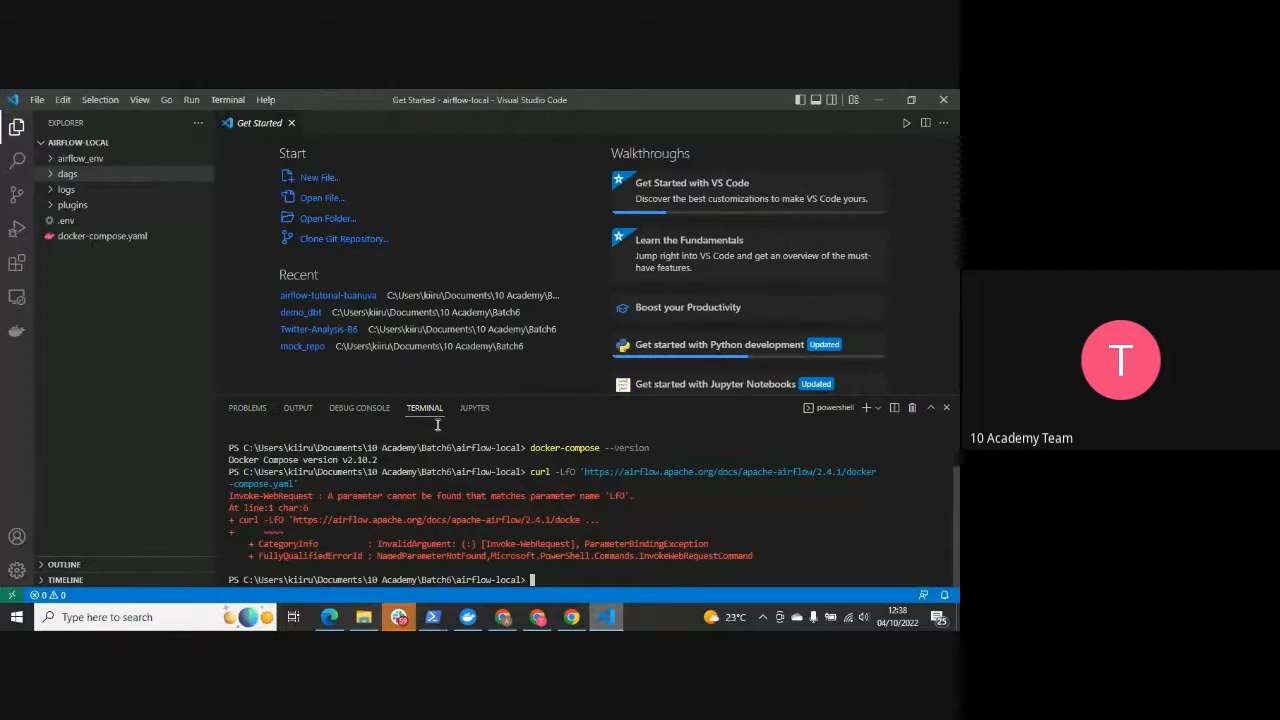 File Edit Selection View Go Run Terminal Help
Get Started - airflow-local - Visual Studio Code
EXPLORER
AIRFLOW-LOCAL
airflow_env
dags
logs
plugins
.env
docker-compose.yaml
OUTLINE
TIMELINE
Get Started
Start
New File...
Open File...
Open Folder...
Clone Git Repository...
Recent
airflow-tutorial-tuanuva C:\Users\kiiru\Documents\10 Academy\B...
demo_dbt C:\Users\kiiru\Documents\10 Academy\Batch6
Twitter-Analysis-B6 C:\Users\kiiru\Documents\10 Academy\Batch6
mock_repo C:\Users\kiiru\Documents\10 Academy\Batch6
Walkthroughs
Get Started with VS Code
Discover the best customizations to make VS Code yours.
Learn the Fundamentals
Jump right into VS Code and get an overview of the must-
have features.
Boost your Productivity
Get started with Python development Updated
Get started with Jupyter Notebooks Updated
PROBLEMS OUTPUT DEBUG CONSOLE TERMINAL JUPYTER
powershell
PS C:\Users\kiiru\Documents\10 Academy\Batch6\airflow-local> docker-compose --version
Docker Compose version v2.10.2
PS C:\Users\kiiru\Documents\10 Academy\Batch6\airflow-local> curl -LfO 'https://airflow.apache.org/docs/apache-airflow/2.4.1/docker
-compose.yaml'
Invoke-WebRequest : A parameter cannot be found that matches parameter name 'LfO'.
At line:1 char:6
+ curl -LfO 'https://airflow.apache.org/docs/apache-airflow/2.4.1/docke ...
+ ~~~~
+ CategoryInfo : InvalidArgument: (:) [Invoke-WebRequest], ParameterBindingException
+ FullyQualifiedErrorId : NamedParameterNotFound,Microsoft.PowerShell.Commands.InvokeWebRequestCommand
PS C:\Users\kiiru\Documents\10 Academy\Batch6\airflow-local>
0 0
Type here to search
59
23°C
12:38
04/10/2022
25
T
10 Academy Team